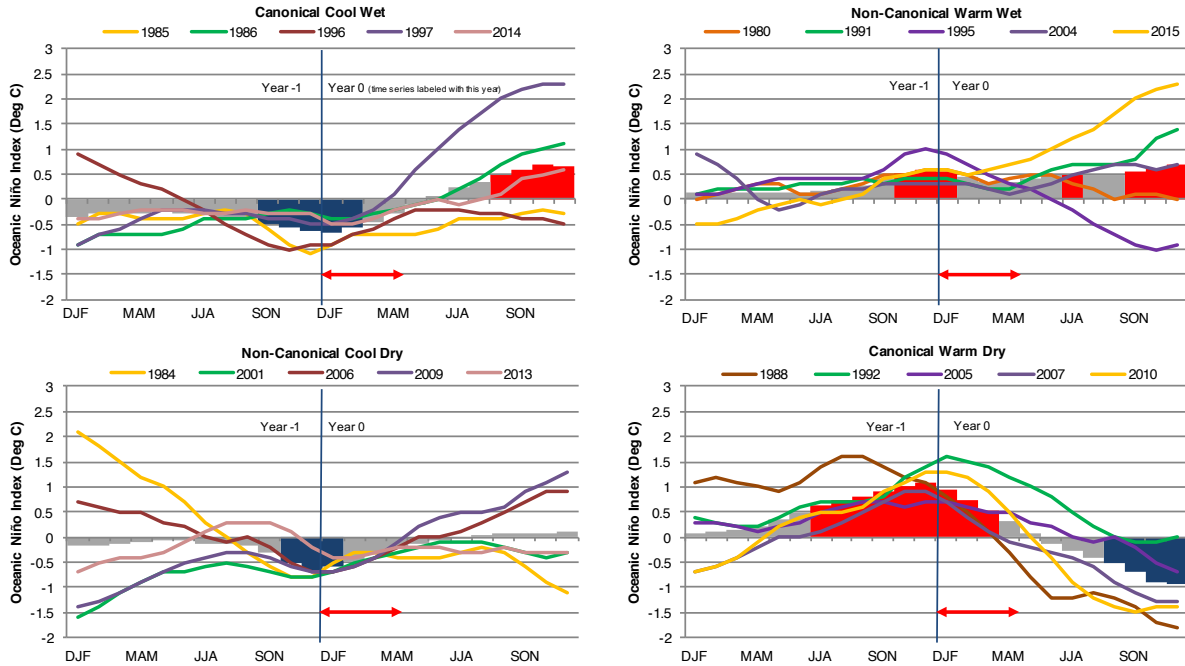 Canonical Cool Wet
1985 1986 1996 1997 2014
Oceanic Niño Index (Deg C)
3
2.5
2
1.5
1
0.5
0
-0.5
-1
-1.5
-2
Year -1 Year 0 (time series labeled with this year)
DJF MAM JJA SON DJF MAM JJA SON
Non-Canonical Warm Wet
1980 1991 1995 2004 2015
Oceanic Niño Index (Deg C)
3
2.5
2
1.5
1
0.5
0
-0.5
-1
-1.5
-2
Year -1 Year 0
DJF MAM JJA SON DJF MAM JJA SON
Non-Canonical Cool Dry
1984 2001 2006 2009 2013
Oceanic Niño Index (Deg C)
3
2.5
2
1.5
1
0.5
0
-0.5
-1
-1.5
-2
Year -1 Year 0
DJF MAM JJA SON DJF MAM JJA SON
Canonical Warm Dry
1988 1992 2005 2007 2010
Oceanic Niño Index (Deg C)
3
2.5
2
1.5
1
0.5
0
-0.5
-1
-1.5
-2
Year -1 Year 0
DJF MAM JJA SON DJF MAM JJA SON